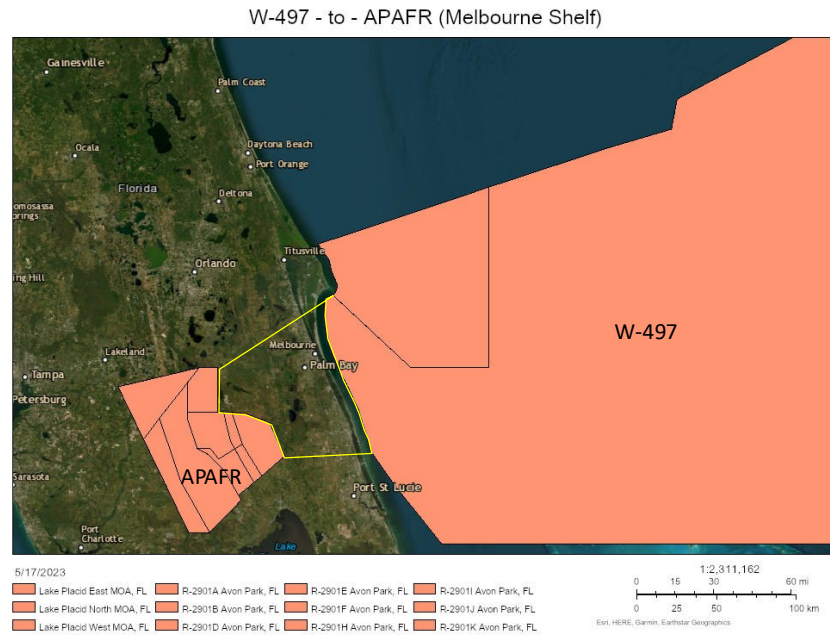 W-497 - to - APAFR (Melbourne Shelf)
Gainesville
Palm Coast
Ocala
Daytona Beach
Port Orange
Florida
Deltona
omosassa
prings
Titusville
Orlando
ing Hill
W-497
Melbourne
Lakeland
Palm Bay
Tampa
Petersburg
APAFR
Sarasota
Port St Lucie
Port
Charlotte
Lake
5/17/2023
1:2,311,162
Lake Placid East MOA, FL
R-2901A Avon Park, FL
R-2901E Avon Park, FL
R-2901I Avon Park, FL
Lake Placid North MOA, FL
R-2901B Avon Park, FL
R-2901F Avon Park, FL
R-2901J Avon Park, FL
Lake Placid West MOA, FL
R-2901D Avon Park, FL
R-2901H Avon Park, FL
R-2901K Avon Park, FL
0 15 30 60 mi
0 25 50 100 km
Esri, HERE, Garmin, Earthstar Geographics